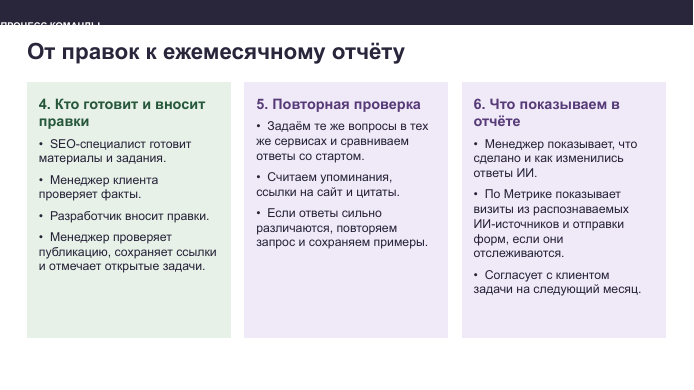 ПРОЦЕСС КОМАНДЫ
От правок к ежемесячному отчёту
4. Кто готовит и вносит
правки
• SEO-специалист готовит
материалы и задания.
• Менеджер клиента
проверяет факты.
• Разработчик вносит правки.
• Менеджер проверяет
публикацию, сохраняет ссылки
и отмечает открытые задачи.
5. Повторная проверка
• Задаём те же вопросы в тех
же сервисах и сравниваем
ответы со стартом.
• Считаем упоминания,
ссылки на сайт и цитаты.
• Если ответы сильно
различаются, повторяем
запрос и сохраняем примеры.
6. Что показываем в
отчёте
• Менеджер показывает, что
сделано и как изменились
ответы ИИ.
• По Метрике показывает
визиты из распознаваемых
ИИ-источников и отправки
форм, если они
отслеживаются.
• Согласует с клиентом
задачи на следующий месяц.